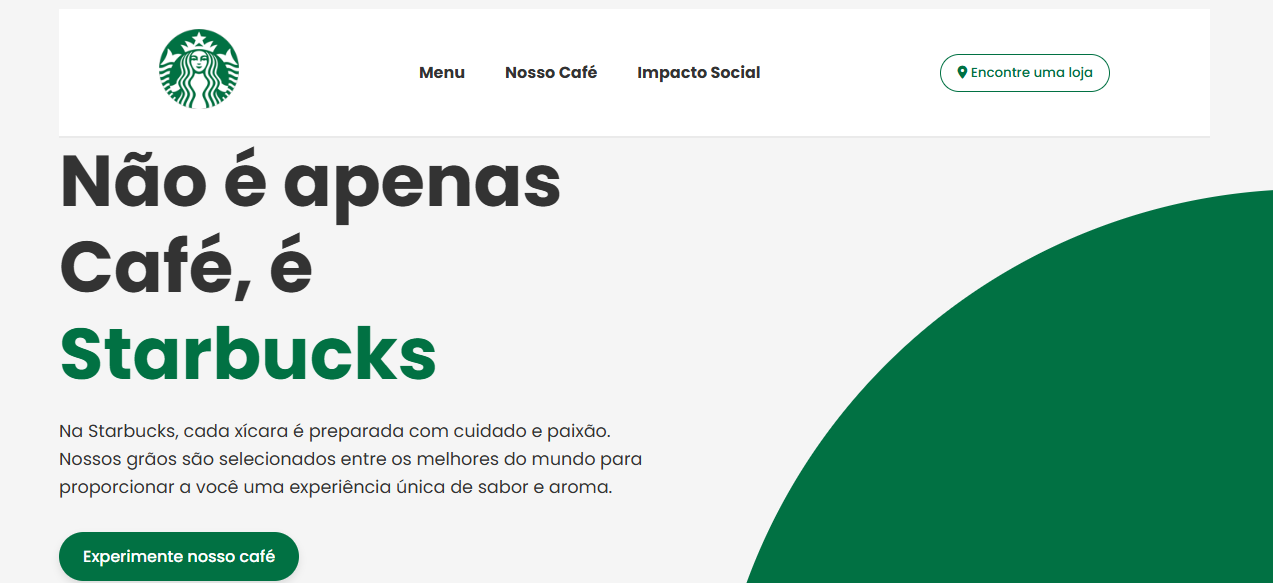 Menu
Nosso Café
Impacto Social
Encontre uma loja
Não é apenas
Café, é
Starbucks
Na Starbucks, cada xícara é preparada com cuidado e paixão.
Nossos grãos são selecionados entre os melhores do mundo para
proporcionar a você uma experiência única de sabor e aroma.
Experimente nosso café